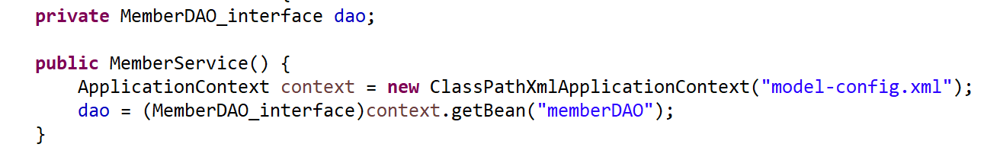 private MemberDAO_interface dao;
public MemberService() {
ApplicationContext context = new ClassPathXmlApplicationContext("model-config.xml");
dao = (MemberDAO_interface)context.getBean("memberDAO");
}